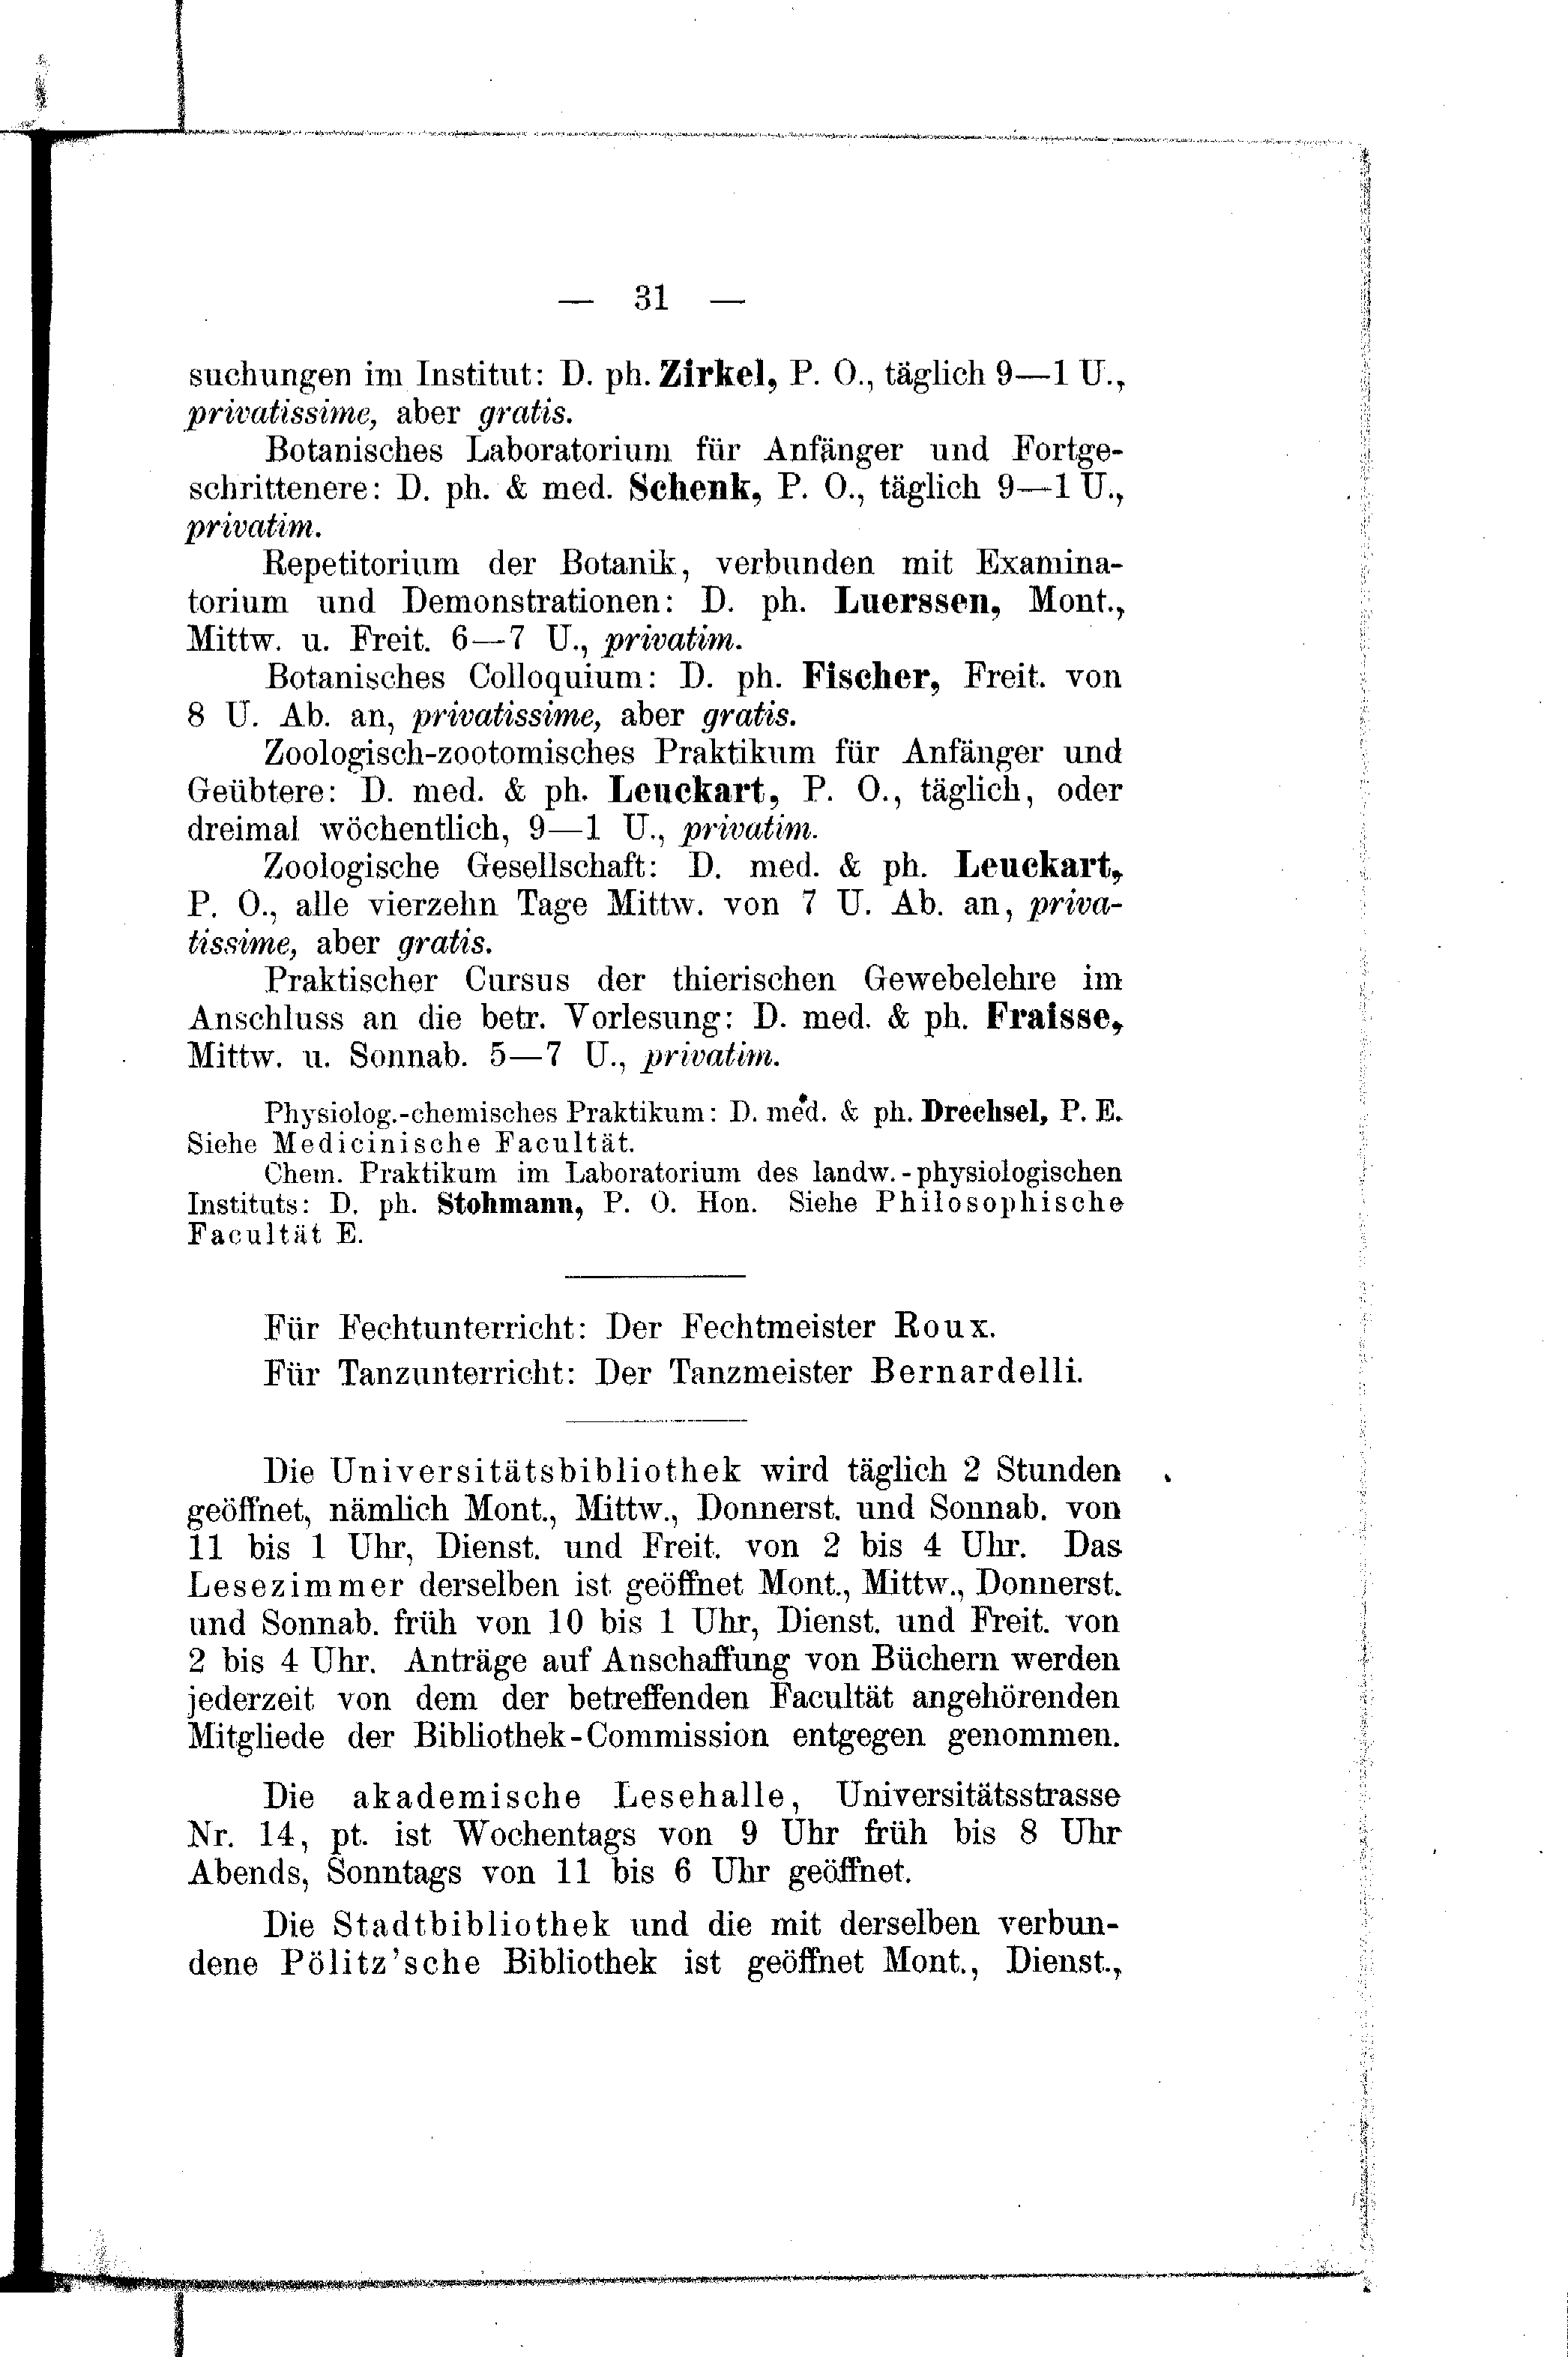 — 31 —
suchungen im Institut: D. ph. Zirkel, P. O., täglich 9—1 U.,
privatissime, aber gratis.
Botanisches Laboratorium für Anfänger und Fortge-
schrittenere: D. ph. & med. Schenk, P. O., täglich 9—1 U.,
privatim.
Repetitorium der Botanik, verbunden mit Examina-
torium und Demonstrationen: D. ph. Luerssen, Mont.,
Mittw. u. Freit. 6—7 U., privatim.
Botanisches Colloquium: D. ph. Fischer, Freit. von
8 U. Ab. an, privatissime, aber gratis.
Zoologisch-zootomisches Praktikum für Anfänger und
Geübtere: D. med. & ph. Leuckart, P. O., täglich, oder
dreimal wöchentlich, 9—1 U., privatim.
Zoologische Gesellschaft: D. med. & ph. Leuckart,
P. O., alle vierzehn Tage Mittw. von 7 U. Ab. an, priva-
tissime, aber gratis.
Praktischer Cursus der thierischen Gewebelehre im
Anschluss an die betr. Vorlesung: D. med. & ph. Fraisse,
Mittw. u. Sonnab. 5—7 U., privatim.
Physiolog.-chemisches Praktikum: D. med. & ph. Drechsel, P. E.
Siehe Medicinische Facultät.
Chem. Praktikum im Laboratorium des landw.-physiologischen
Instituts: D. ph. Stohmann, P. O. Hon. Siehe Philosophische
Facultät E.
Für Fechtunterricht: Der Fechtmeister Roux.
Für Tanzunterricht: Der Tanzmeister Bernardelli.
Die Universitätsbibliothek wird täglich 2 Stunden
geöffnet, nämlich Mont., Mittw., Donnerst. und Sonnab. von
11 bis 1 Uhr, Dienst. und Freit. von 2 bis 4 Uhr. Das
Lesezimmer derselben ist geöffnet Mont., Mittw., Donnerst.
und Sonnab. früh von 10 bis 1 Uhr, Dienst. und Freit. von
2 bis 4 Uhr. Anträge auf Anschaffung von Büchern werden
jederzeit von dem der betreffenden Facultät angehörenden
Mitgliede der Bibliothek-Commission entgegen genommen.
Die akademische Lesehalle, Universitätsstrasse
Nr. 14, pt. ist Wochentags von 9 Uhr früh bis 8 Uhr
Abends, Sonntags von 11 bis 6 Uhr geöffnet.
Die Stadtbibliothek und die mit derselben verbun-
dene Pölitz'sche Bibliothek ist geöffnet Mont., Dienst.,